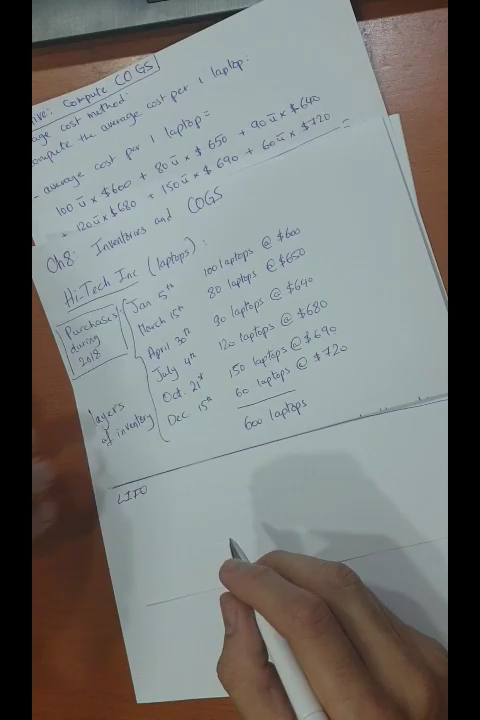 ive: Compute COGS
age cost method:
ompute the average cost per 1 laptop:
- average cost per 1 laptop =
100 ū x $600 + 80 ū x $650 + 90 ū x $640
+ 120 ū x $680 + 150 ū x $690 + 60 ū x $720 =
Ch8: Inventories and COGS
Hi-Tech Inc (laptops):
Purchases during 2018:
Jan 5th 100 laptops @ $600
March 15th 80 laptops @ $650
April 30th 90 laptops @ $640
July 4th 120 laptops @ $680
Oct. 21st 150 laptops @ $690
Dec. 15th 60 laptops @ $720
600 laptops
layers
of inventory
LIFO